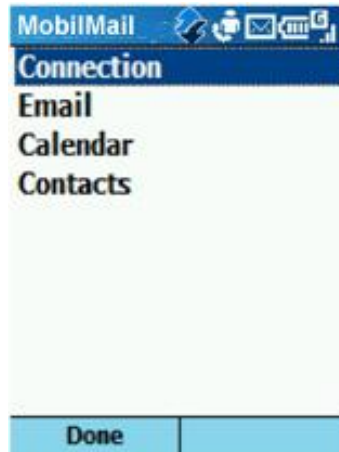 MobilMail G
Connection
Email
Calendar
Contacts
Done